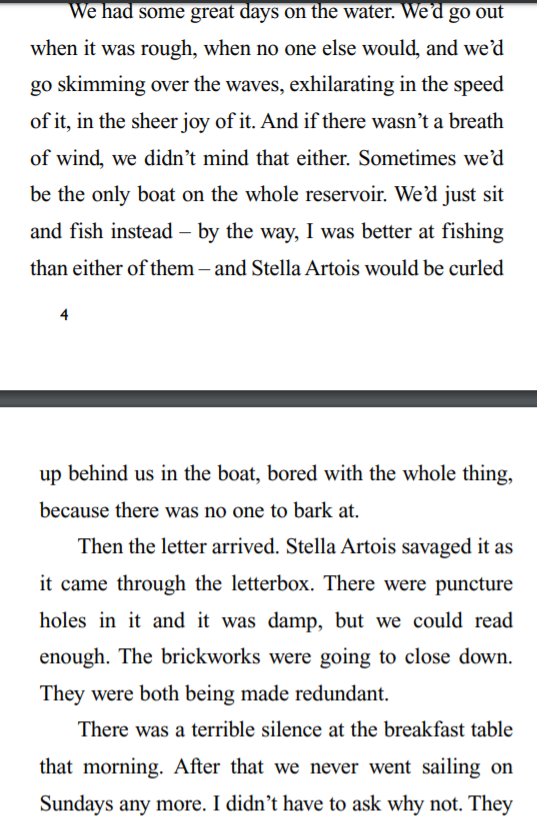 We had some great days on the water. We'd go out
when it was rough, when no one else would, and we'd
go skimming over the waves, exhilarating in the speed
of it, in the sheer joy of it. And if there wasn't a breath
of wind, we didn't mind that either. Sometimes we'd
be the only boat on the whole reservoir. We'd just sit
and fish instead – by the way, I was better at fishing
than either of them – and Stella Artois would be curled
4
up behind us in the boat, bored with the whole thing,
because there was no one to bark at.
Then the letter arrived. Stella Artois savaged it as
it came through the letterbox. There were puncture
holes in it and it was damp, but we could read
enough. The brickworks were going to close down.
They were both being made redundant.
There was a terrible silence at the breakfast table
that morning. After that we never went sailing on
Sundays any more. I didn't have to ask why not. They